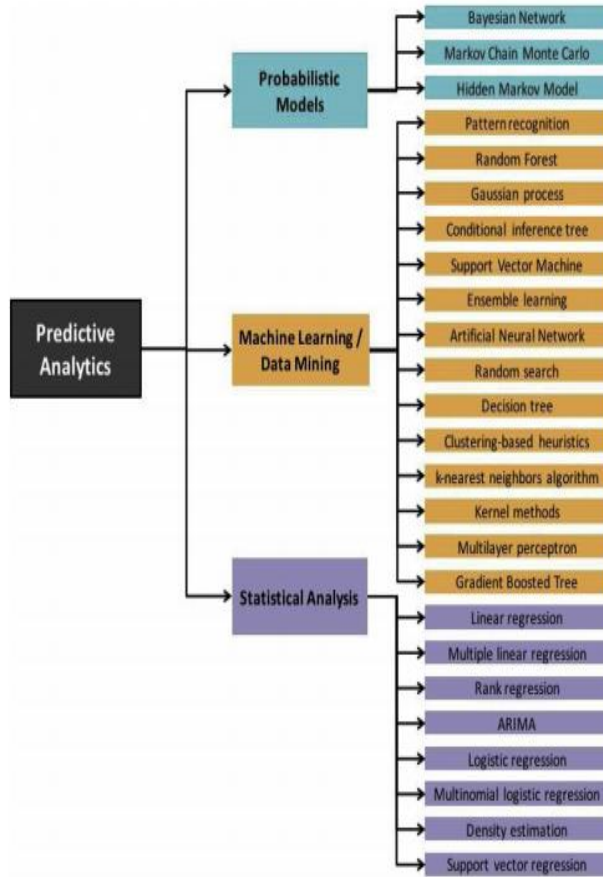 Predictive
Analytics
Probabilistic
Models
Bayesian Network
Markov Chain Monte Carlo
Hidden Markov Model
Machine Learning /
Data Mining
Pattern recognition
Random Forest
Gaussian process
Conditional inference tree
Support Vector Machine
Ensemble learning
Artificial Neural Network
Random search
Decision tree
Clustering-based heuristics
k-nearest neighbors algorithm
Kernel methods
Multilayer perceptron
Gradient Boosted Tree
Statistical Analysis
Linear regression
Multiple linear regression
Rank regression
ARIMA
Logistic regression
Multinomial logistic regression
Density estimation
Support vector regression